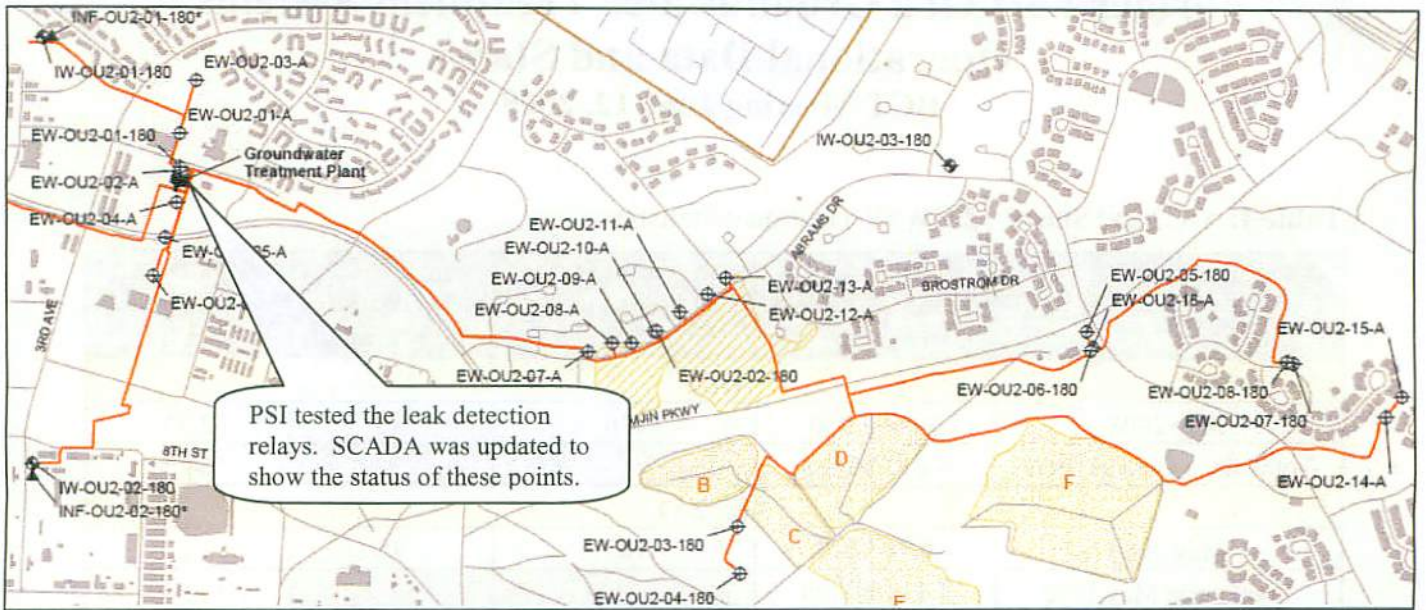 INF-OU2-01-180*
IW-OU2-01-180
EW-OU2-03-A
EW-OU2-01-A
EW-OU2-01-180
Groundwater
Treatment Plant
EW-OU2-02-A
EW-OU2-04-A
3RD AVE
PSI tested the leak detection
relays. SCADA was updated to
show the status of these points.
8TH ST
IW-OU2-02-180
INF-OU2-02-180*
IW-OU2-03-180
ABRAMS DR
BROSTROM DR
EW-OU2-11-A
EW-OU2-10-A
EW-OU2-09-A
EW-OU2-08-A
EW-OU2-07-A
EW-OU2-13-A
EW-OU2-12-A
EW-OU2-02-180
MJIN PKWY
EW-OU2-05-180
EW-OU2-16-A
EW-OU2-06-180
EW-OU2-15-A
EW-OU2-08-180
EW-OU2-07-180
EW-OU2-14-A
B
C
D
F
EW-OU2-03-180
EW-OU2-04-180